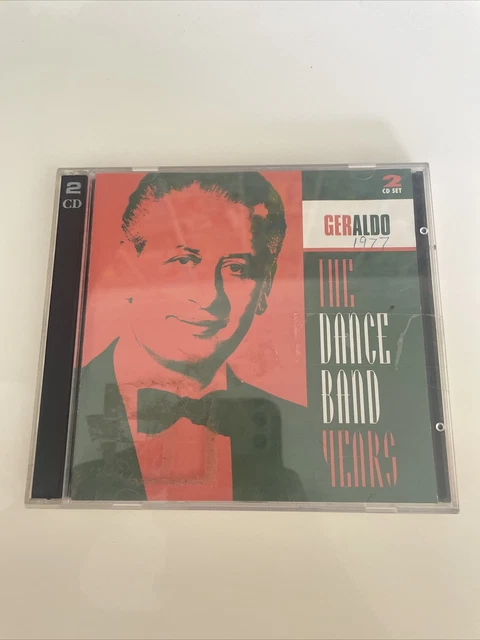 2
CD
2
CD SET
GERALDO
1977
THE
DANCE
BAND
YEARS